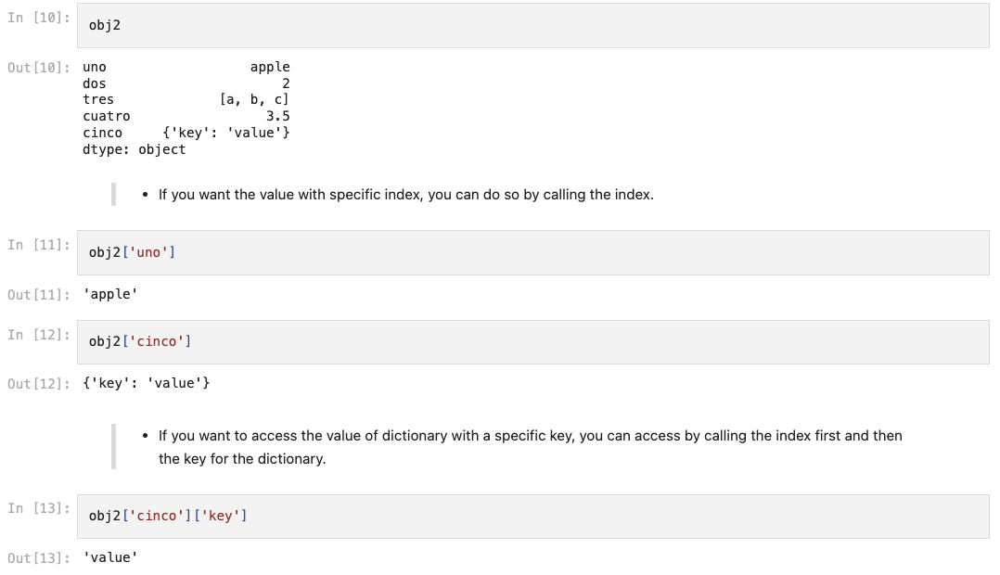 In [10]: obj2
Out[10]: uno                  apple
dos                      2
tres             [a, b, c]
cuatro                 3.5
cinco     {'key': 'value'}
dtype: object
• If you want the value with specific index, you can do so by calling the index.
In [11]: obj2['uno']
Out[11]: 'apple'
In [12]: obj2['cinco']
Out[12]: {'key': 'value'}
• If you want to access the value of dictionary with a specific key, you can access by calling the index first and then
the key for the dictionary.
In [13]: obj2['cinco']['key']
Out[13]: 'value'